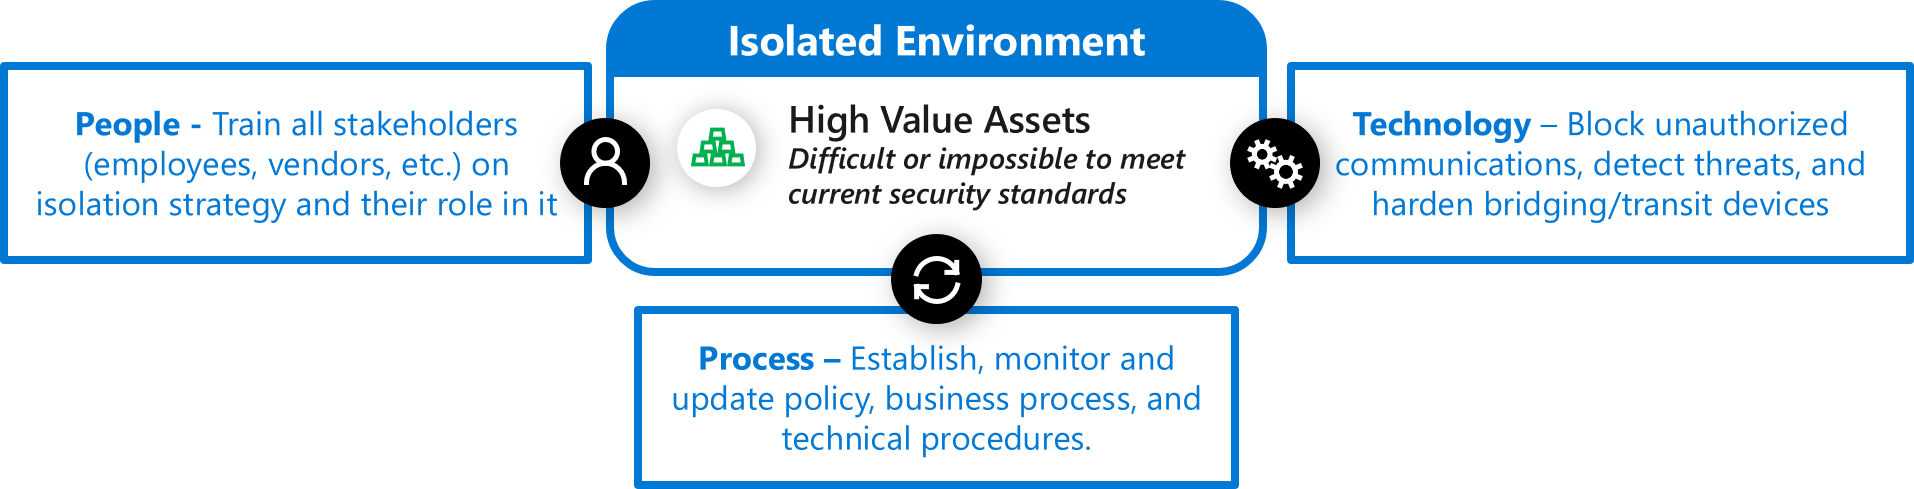 Isolated Environment
People - Train all stakeholders
(employees, vendors, etc.) on
isolation strategy and their role in it
High Value Assets
Difficult or impossible to meet
current security standards
Technology – Block unauthorized
communications, detect threats, and
harden bridging/transit devices
Process – Establish, monitor and
update policy, business process, and
technical procedures.